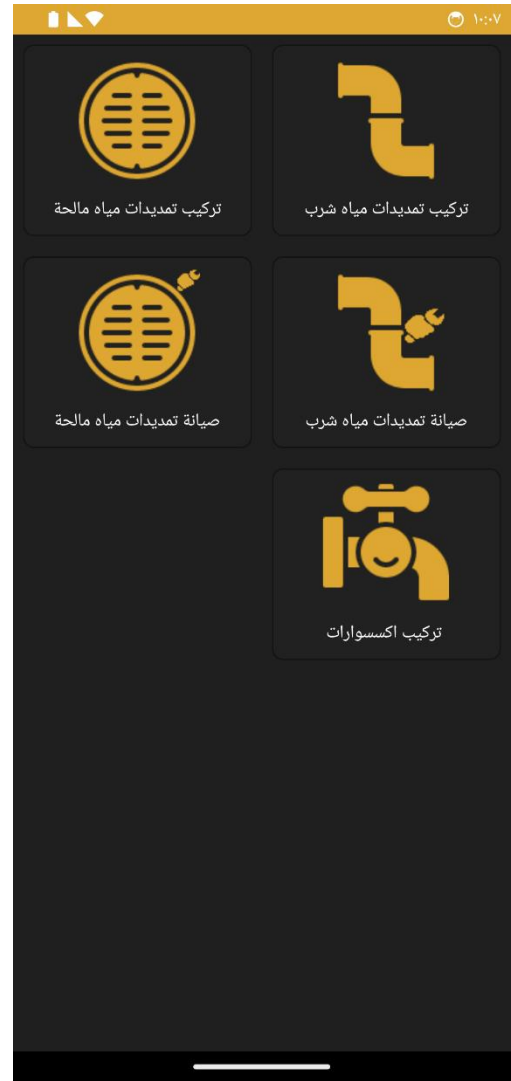 ١٠:٠٧
تركيب تمديدات مياه شرب
تركيب تمديدات مياه مالحة
صيانة تمديدات مياه شرب
صيانة تمديدات مياه مالحة
تركيب اكسسوارات